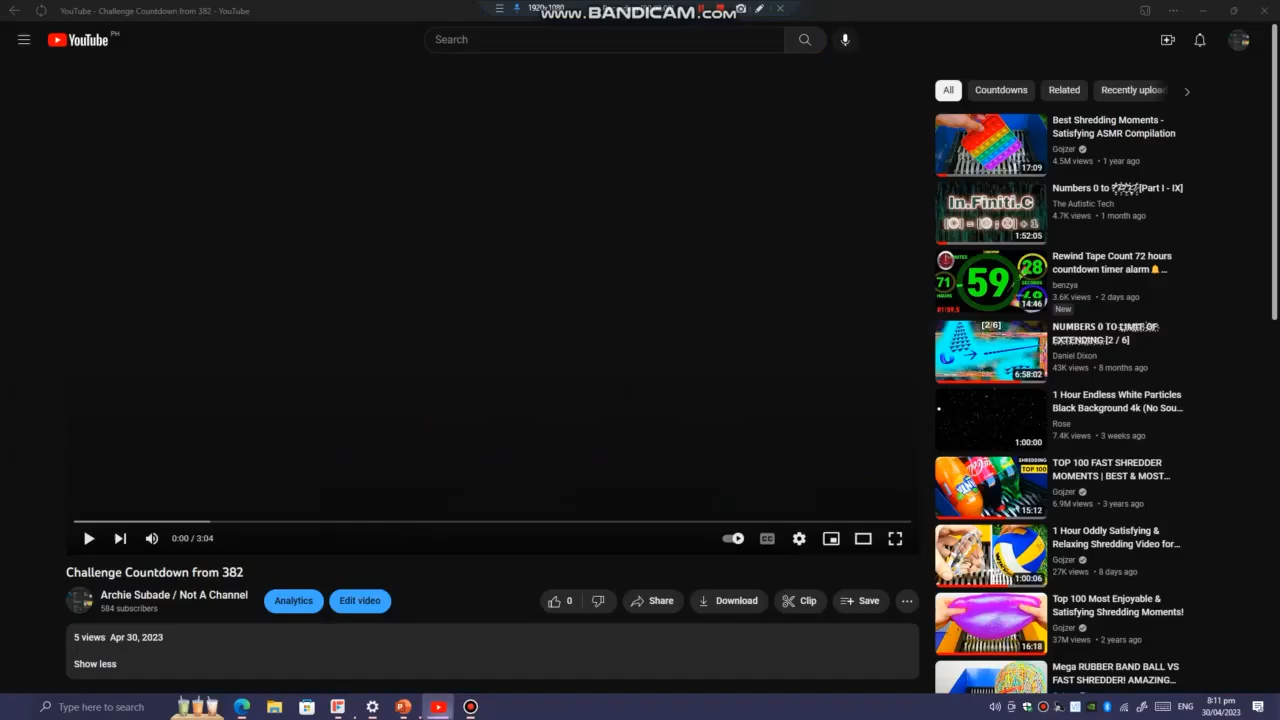 YouTube - Challenge Countdown from 382 - YouTube
1920x1080
WWW.BANDICAM.COM
YouTube PH
Search
All
Countdowns
Related
Recently upload
17:09
Best Shredding Moments -
Satisfying ASMR Compilation
Gojzer
4.5M views • 1 year ago
In.Finiti.C
1:52:05
Numbers 0 to [Part I - IX]
The Autistic Tech
4.7K views • 1 month ago
71
HOURS
59
28
SECONDS
14:46
Rewind Tape Count 72 hours
countdown timer alarm🔔...
benzya
3.6K views • 2 days ago
New
[2/6]
6:58:02
NUMBERS 0 TO LIMIT OF
EXTENDING [2 / 6]
Daniel Dixon
43K views • 8 months ago
1:00:00
1 Hour Endless White Particles
Black Background 4k (No Sou...
Rose
7.4K views • 3 weeks ago
SHREDDING
TOP 100
15:12
TOP 100 FAST SHREDDER
MOMENTS | BEST & MOST...
Gojzer
6.9M views • 3 years ago
1:00:06
1 Hour Oddly Satisfying &
Relaxing Shredding Video for...
Gojzer
27K views • 8 days ago
16:18
Top 100 Most Enjoyable &
Satisfying Shredding Moments!
Gojzer
37M views • 2 years ago
Mega RUBBER BAND BALL VS
FAST SHREDDER! AMAZING...
0:00 / 3:04
Challenge Countdown from 382
Archie Subade / Not A Channel
584 subscribers
Analytics
Edit video
0
Share
Download
Clip
Save
5 views Apr 30, 2023
Show less
Type here to search
ENG
8:11 pm
30/04/2023